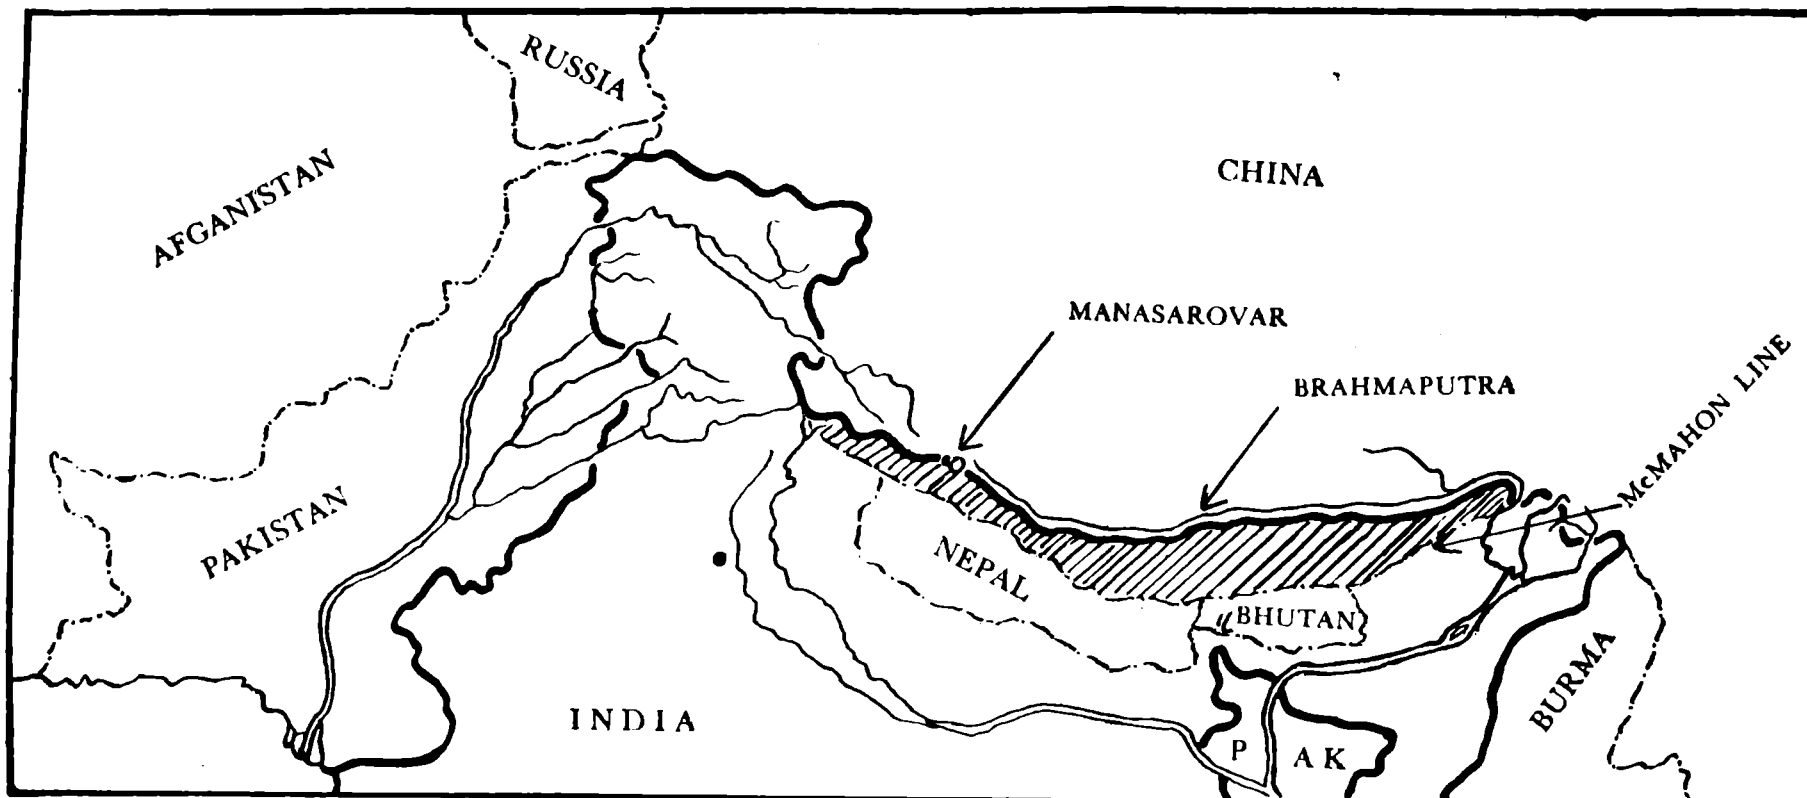 RUSSIA
AFGANISTAN
CHINA
MANASAROVAR
BRAHMAPUTRA
McMAHON LINE
PAKISTAN
NEPAL
BHUTAN
BURMA
INDIA
P AK